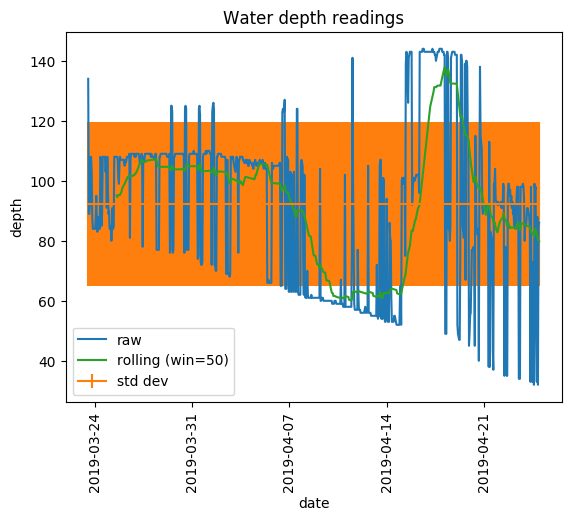 Water depth readings
140
120
100
80
60
40
depth
raw
rolling (win=50)
std dev
2019-03-24
2019-03-31
2019-04-07
2019-04-14
2019-04-21
date